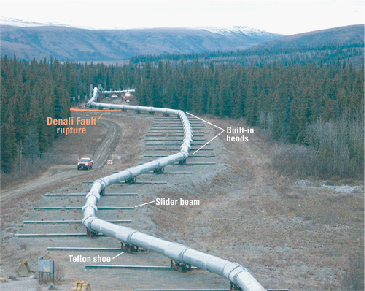 Denali Fault
rupture
Built-in
bends
Slider beam
Teflon shoe